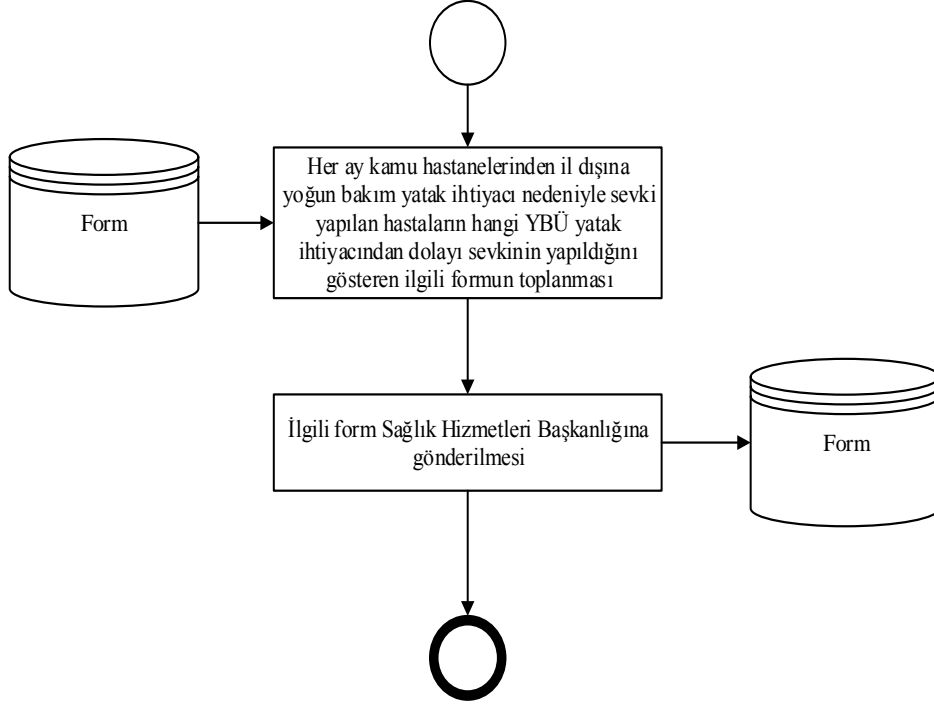 Form
Her ay kamu hastanelerinden il dışına
yoğun bakım yatak ihtiyacı nedeniyle sevki
yapılan hastaların hangi YBÜ yatak
ihtiyacından dolayı sevkinin yapıldığını
gösteren ilgili formun toplanması
İlgili form Sağlık Hizmetleri Başkanlığına
gönderilmesi
Form